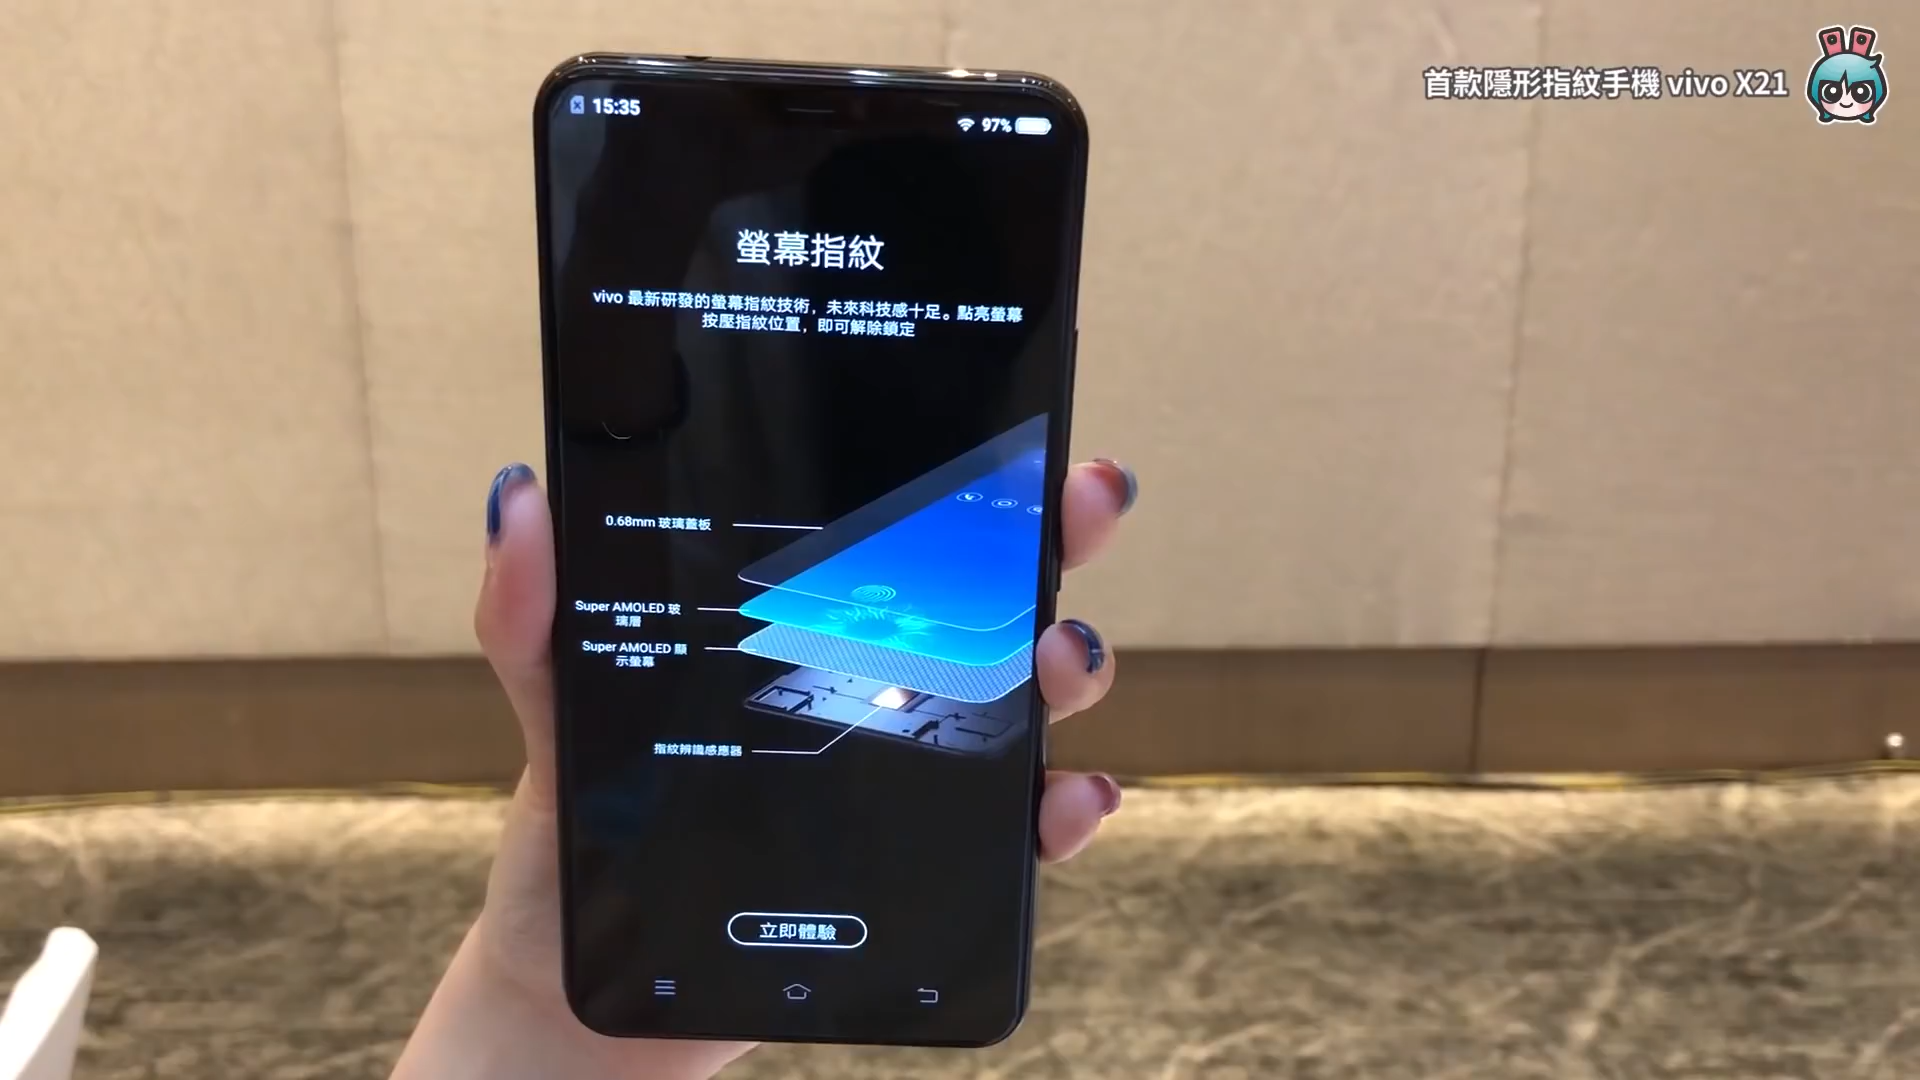 首款隱形指紋手機 vivo X21
15:35
97%
螢幕指紋
vivo 最新研發的螢幕指紋技術，未來科技感十足。點亮螢幕
按壓指紋位置，即可解除鎖定
0.68mm 玻璃蓋板
Super AMOLED 玻
璃層
Super AMOLED 顯
示螢幕
指紋辨識感應器
立即體驗